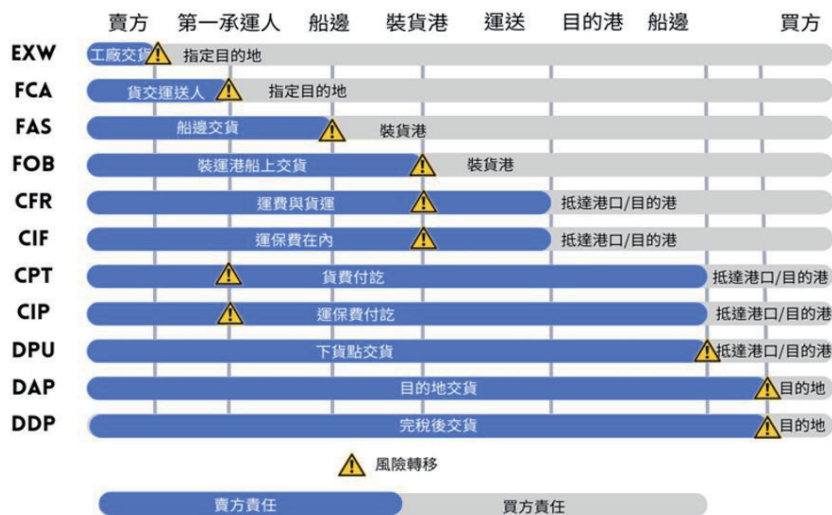 賣方 第一承運人 船邊 裝貨港 運送 目的港 船邊 買方
EXW 工廠交貨 指定目的地
FCA 貨交運送人 指定目的地
FAS 船邊交貨 裝貨港
FOB 裝運港船上交貨 裝貨港
CFR 運費與貨運 抵達港口/目的港
CIF 運保費在內 抵達港口/目的港
CPT 貨費付訖 抵達港口/目的港
CIP 運保費付訖 抵達港口/目的港
DPU 下貨點交貨 抵達港口/目的港
DAP 目的地交貨 目的地
DDP 完稅後交貨 目的地
風險轉移
賣方責任 買方責任